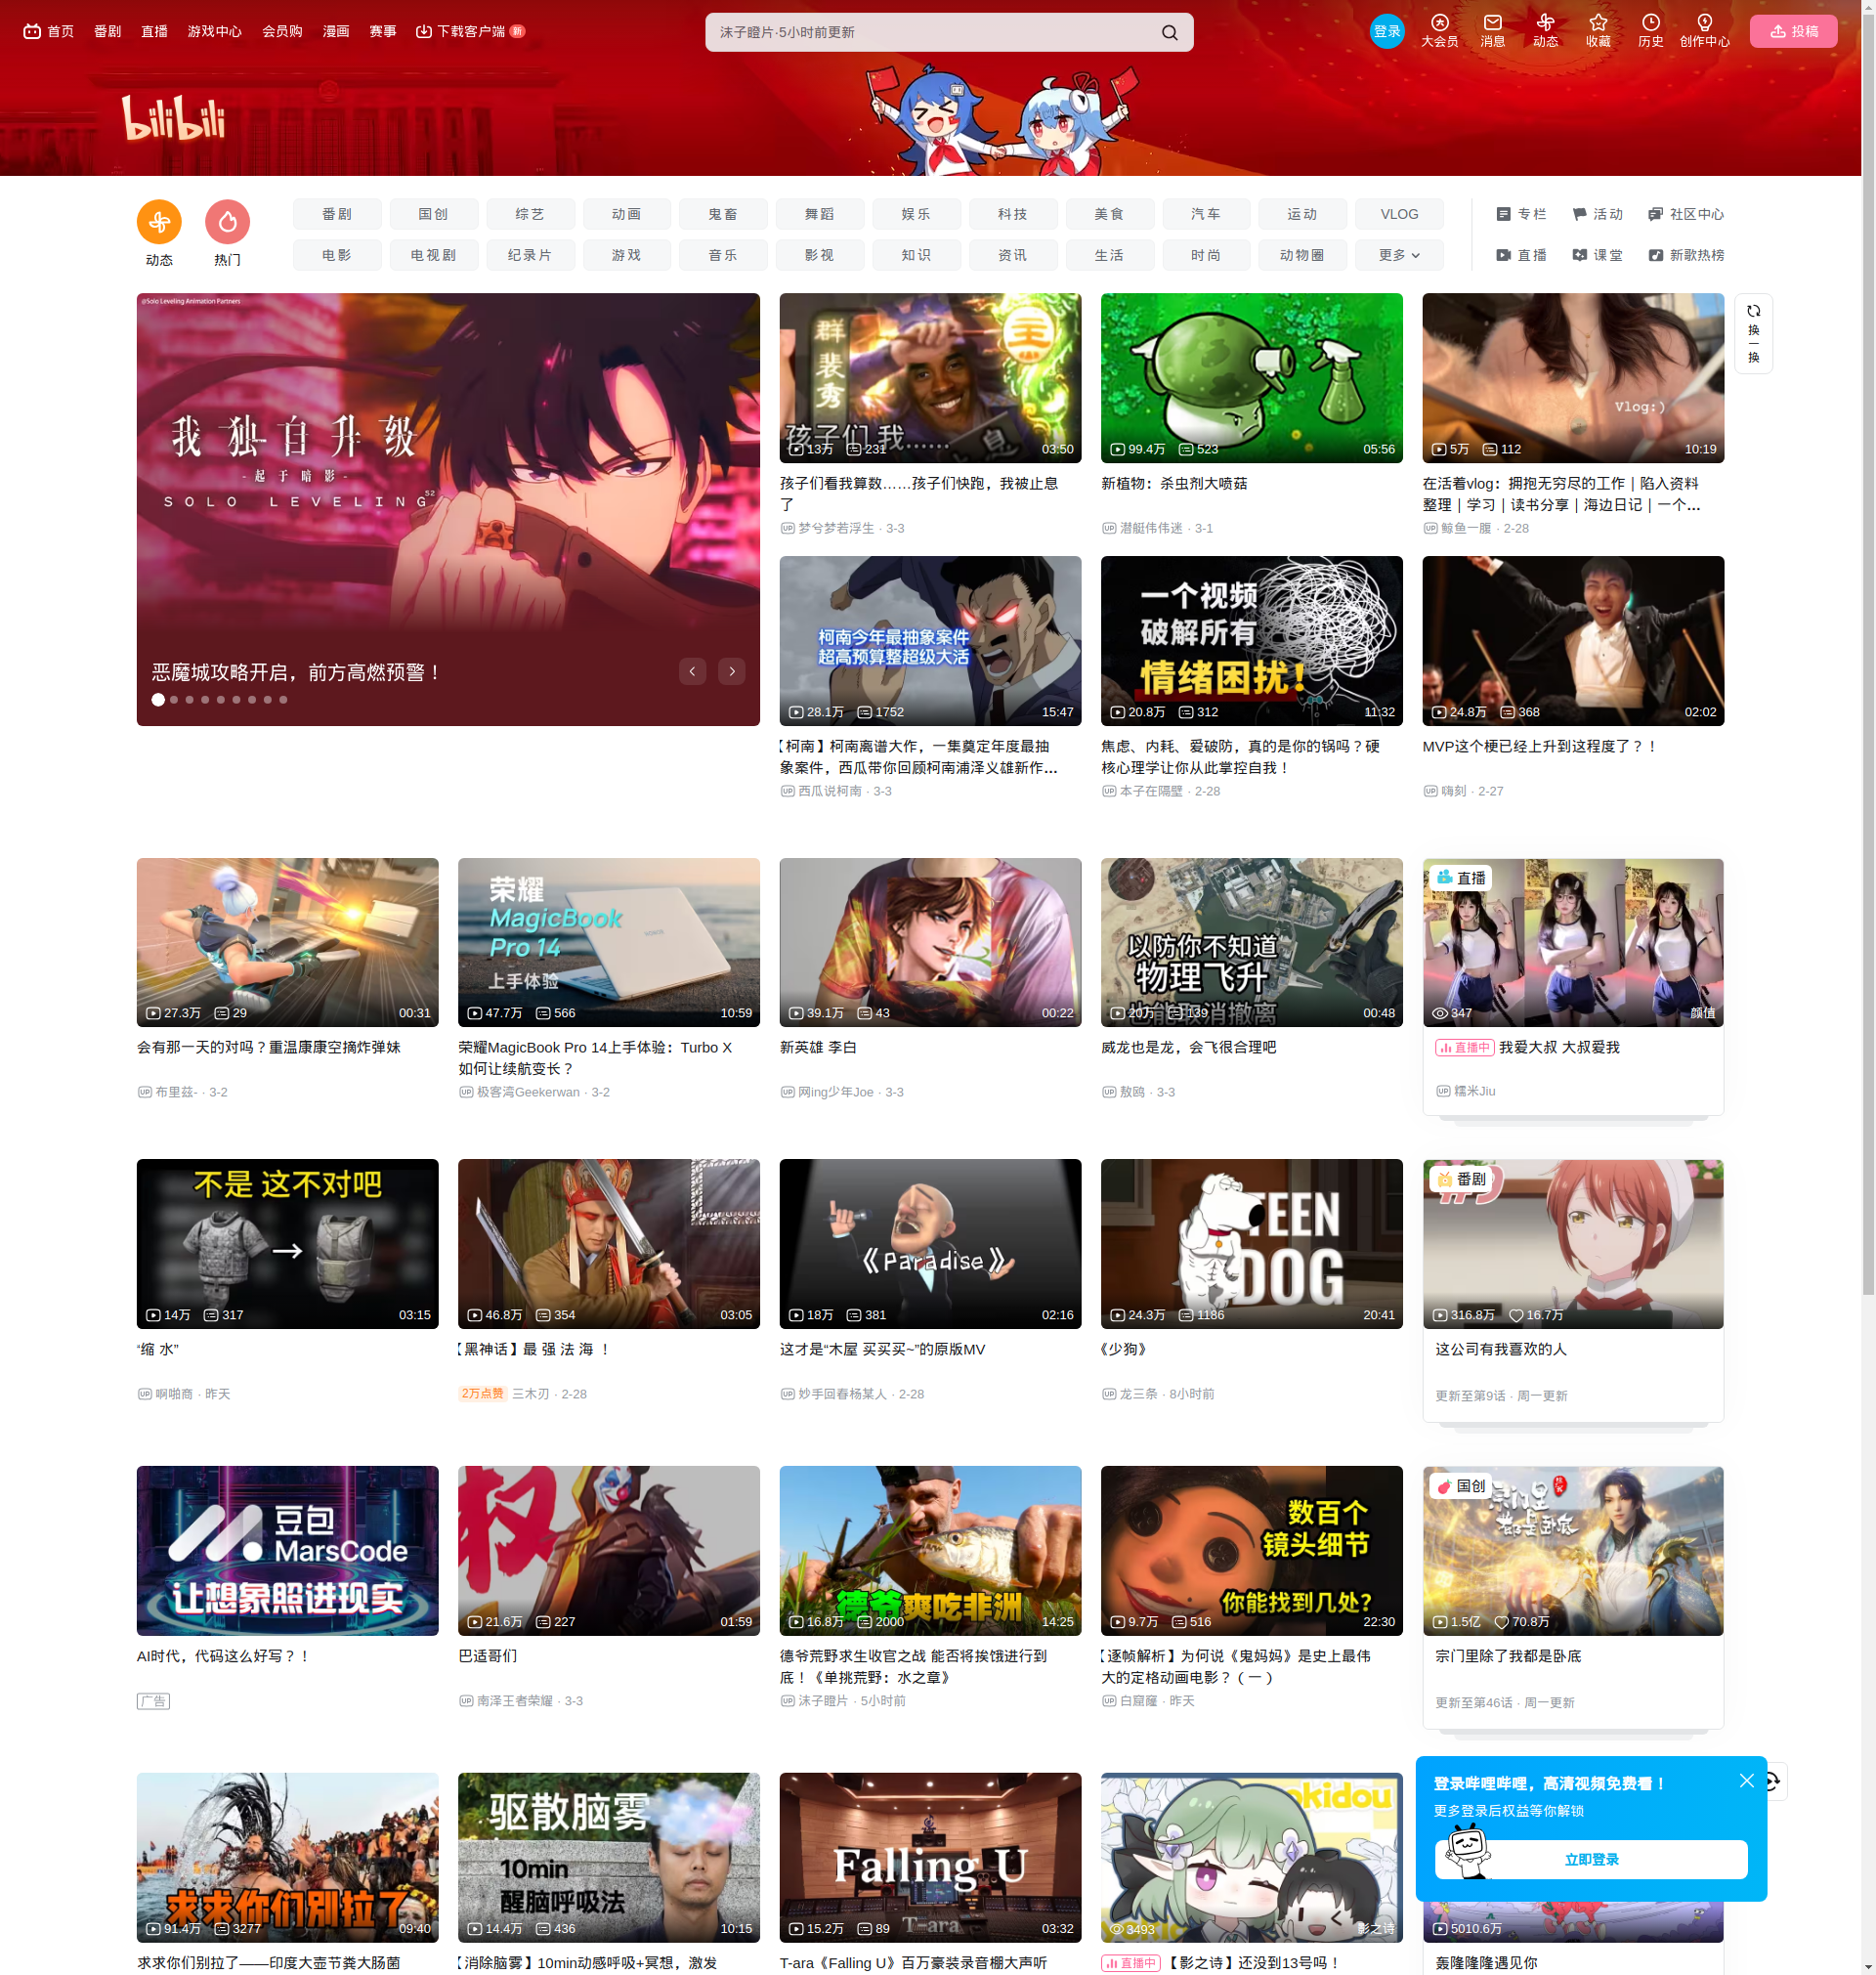 首页
番剧
直播
游戏中心
会员购
漫画
赛事
下载客户端
新
沫子瞪片·5小时前更新
登录
大会员
消息
动态
收藏
历史
创作中心
投稿
bilibili
动态
热门
番剧
国创
综艺
动画
鬼畜
舞蹈
娱乐
科技
美食
汽车
运动
VLOG
电影
电视剧
纪录片
游戏
音乐
影视
知识
资讯
生活
时尚
动物圈
更多
专栏
活动
社区中心
直播
课堂
新歌热榜
@Solo Leveling Animation Partners
我独自升级
-起于暗影-
SOLO LEVELING S2
恶魔城攻略开启，前方高燃预警！
群裴秀
孩子们 我……
息
13万 231 03:50
孩子们看我算数……孩子们快跑，我被止息
了
梦兮梦若浮生 · 3-3
99.4万 523 05:56
新植物：杀虫剂大喷菇
潜艇伟伟迷 · 3-1
Vlog:)
5万 112 10:19
在活着vlog：拥抱无穷尽的工作｜陷入资料
整理｜学习｜读书分享｜海边日记｜一个...
鲸鱼一腹 · 2-28
换一换
柯南今年最抽象案件
超高预算整超级大活
28.1万 1752 15:47
【柯南】柯南离谱大作，一集奠定年度最抽
象案件，西瓜带你回顾柯南浦泽义雄新作...
西瓜说柯南 · 3-3
一个视频
破解所有
情绪困扰！
20.8万 312 11:32
焦虑、内耗、爱破防，真的是你的锅吗？硬
核心理学让你从此掌控自我！
本子在隔壁 · 2-28
24.8万 368 02:02
MVP这个梗已经上升到这程度了？！
嗨刻 · 2-27
27.3万 29 00:31
会有那一天的对吗？重温康康空摘炸弹妹
布里茲- · 3-2
荣耀
MagicBook
Pro 14
上手体验
47.7万 566 10:59
荣耀MagicBook Pro 14上手体验：Turbo X
如何让续航变长？
极客湾Geekerwan · 3-2
39.1万 43 00:22
新英雄 李白
网ing少年Joe · 3-3
以防你不知道
物理飞升
也能取消撤离
20万 139 00:48
威龙也是龙，会飞很合理吧
敖鸥 · 3-3
直播
347 颜值
直播中 我爱大叔 大叔爱我
糯米Jiu
不是 这不对吧
14万 317 03:15
“缩 水”
啊啪商 · 昨天
46.8万 354 03:05
【黑神话】最 强 法 海 ！
2万点赞 三木刃 · 2-28
《Paradise》
18万 381 02:16
这才是“木屋 买买买~”的原版MV
妙手回春杨某人 · 2-28
TEEN
DOG
24.3万 1186 20:41
《少狗》
龙三条 · 8小时前
番剧
316.8万 16.7万
这公司有我喜欢的人
更新至第9话 · 周一更新
豆包
MarsCode
让想象照进现实
AI时代，代码这么好写？！
广告
权
21.6万 227 01:59
巴适哥们
南泽王者荣耀 · 3-3
德爷爽吃非洲
16.8万 2000 14:25
德爷荒野求生收官之战 能否将挨饿进行到
底！《单挑荒野：水之章》
沫子瞪片 · 5小时前
数百个
镜头细节
你能找到几处？
9.7万 516 22:30
【逐帧解析】为何说《鬼妈妈》是史上最伟
大的定格动画电影？（一）
白窟窿 · 昨天
国创
宗门里
都是卧底
1.5亿 70.8万
宗门里除了我都是卧底
更新至第46话 · 周一更新
求求你们别拉了
91.4万 3277 09:40
求求你们别拉了——印度大壶节粪大肠菌
驱散脑雾
10min
醒脑呼吸法
14.4万 436 10:15
【消除脑雾】10min动感呼吸+冥想，激发
Falling U
T-ara
15.2万 89 03:32
T-ara《Falling U》百万豪装录音棚大声听
okidou
3493 影之诗
直播中 【影之诗】还没到13号吗！
登录哔哩哔哩，高清视频免费看！
更多登录后权益等你解锁
立即登录
5010.6万
轰隆隆隆遇见你